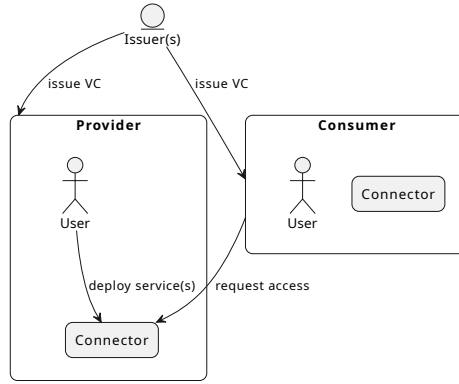 Issuer(s)
issue VC
issue VC
Provider
Consumer
User
User
Connector
deploy service(s)
request access
Connector